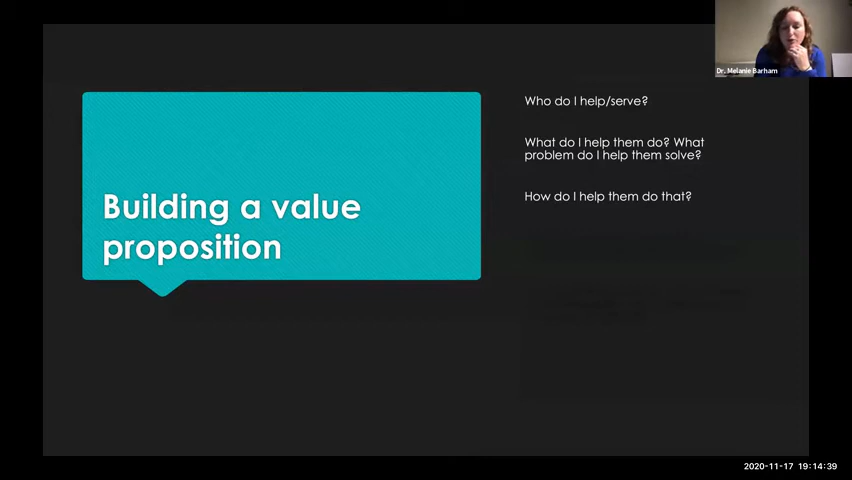 Dr. Melanie Barham
Building a value
proposition
Who do I help/serve?
What do I help them do? What
problem do I help them solve?
How do I help them do that?
2020-11-17 19:14:39